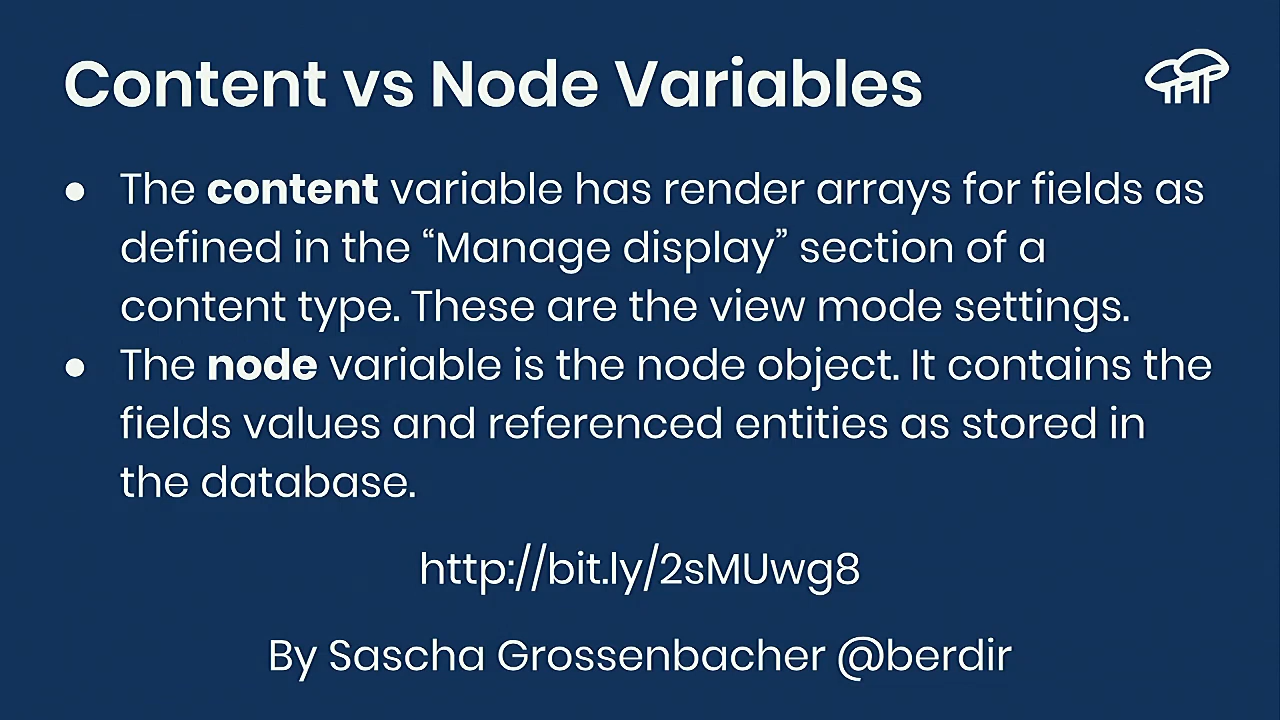 Content vs Node Variables
● The content variable has render arrays for fields as
defined in the “Manage display” section of a
content type. These are the view mode settings.
● The node variable is the node object. It contains the
fields values and referenced entities as stored in
the database.
http://bit.ly/2sMUwg8
By Sascha Grossenbacher @berdir